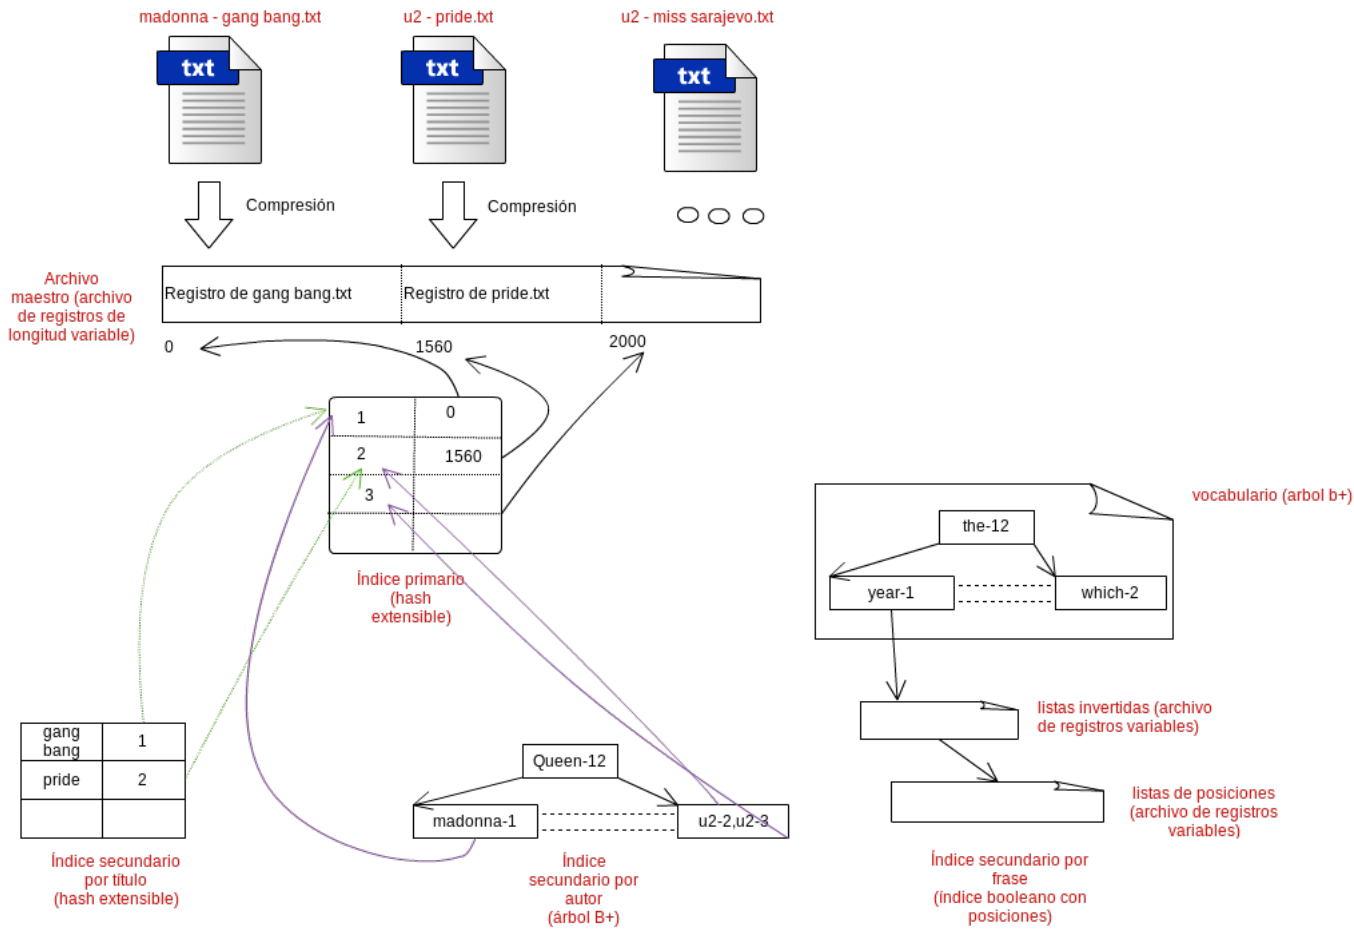 madonna - gang bang.txt
u2 - pride.txt
u2 - miss sarajevo.txt
txt
txt
txt
Compresión
Compresión
Archivo
maestro (archivo
de registros de
longitud variable)
Registro de gang bang.txt
Registro de pride.txt
0
1560
2000
1
0
2
1560
3
Índice primario
(hash
extensible)
vocabulario (arbol b+)
the-12
year-1
which-2
listas invertidas (archivo
de registros variables)
listas de posiciones
(archivo de registros
variables)
Índice secundario por
frase
(índice booleano con
posiciones)
gang
bang
1
pride
2
Índice secundario
por título
(hash extensible)
Queen-12
madonna-1
u2-2,u2-3
Índice
secundario por
autor
(árbol B+)